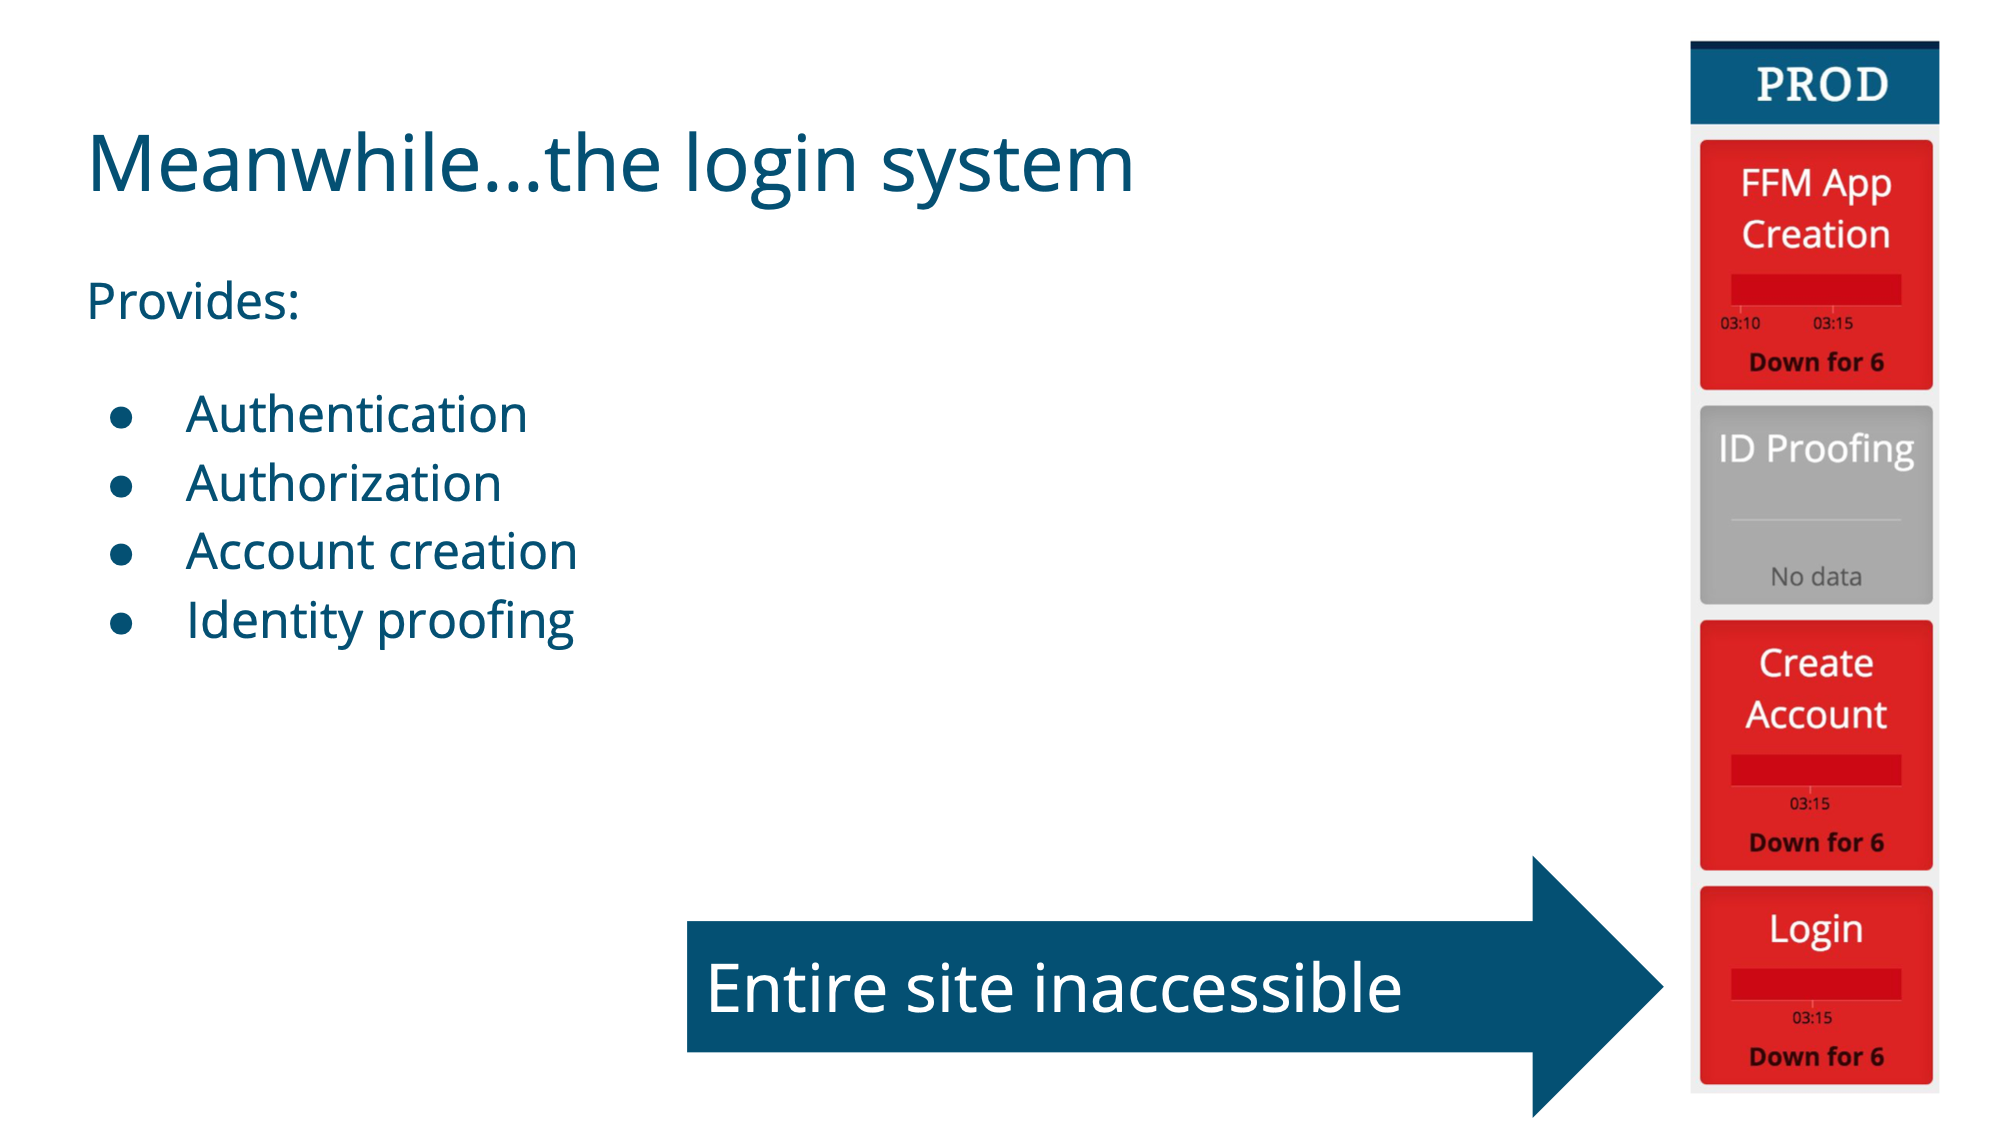 Meanwhile...the login system
Provides:
● Authentication
● Authorization
● Account creation
● Identity proofing
Entire site inaccessible
PROD
FFM App
Creation
03:10 03:15
Down for 6
ID Proofing
No data
Create
Account
03:15
Down for 6
Login
03:15
Down for 6